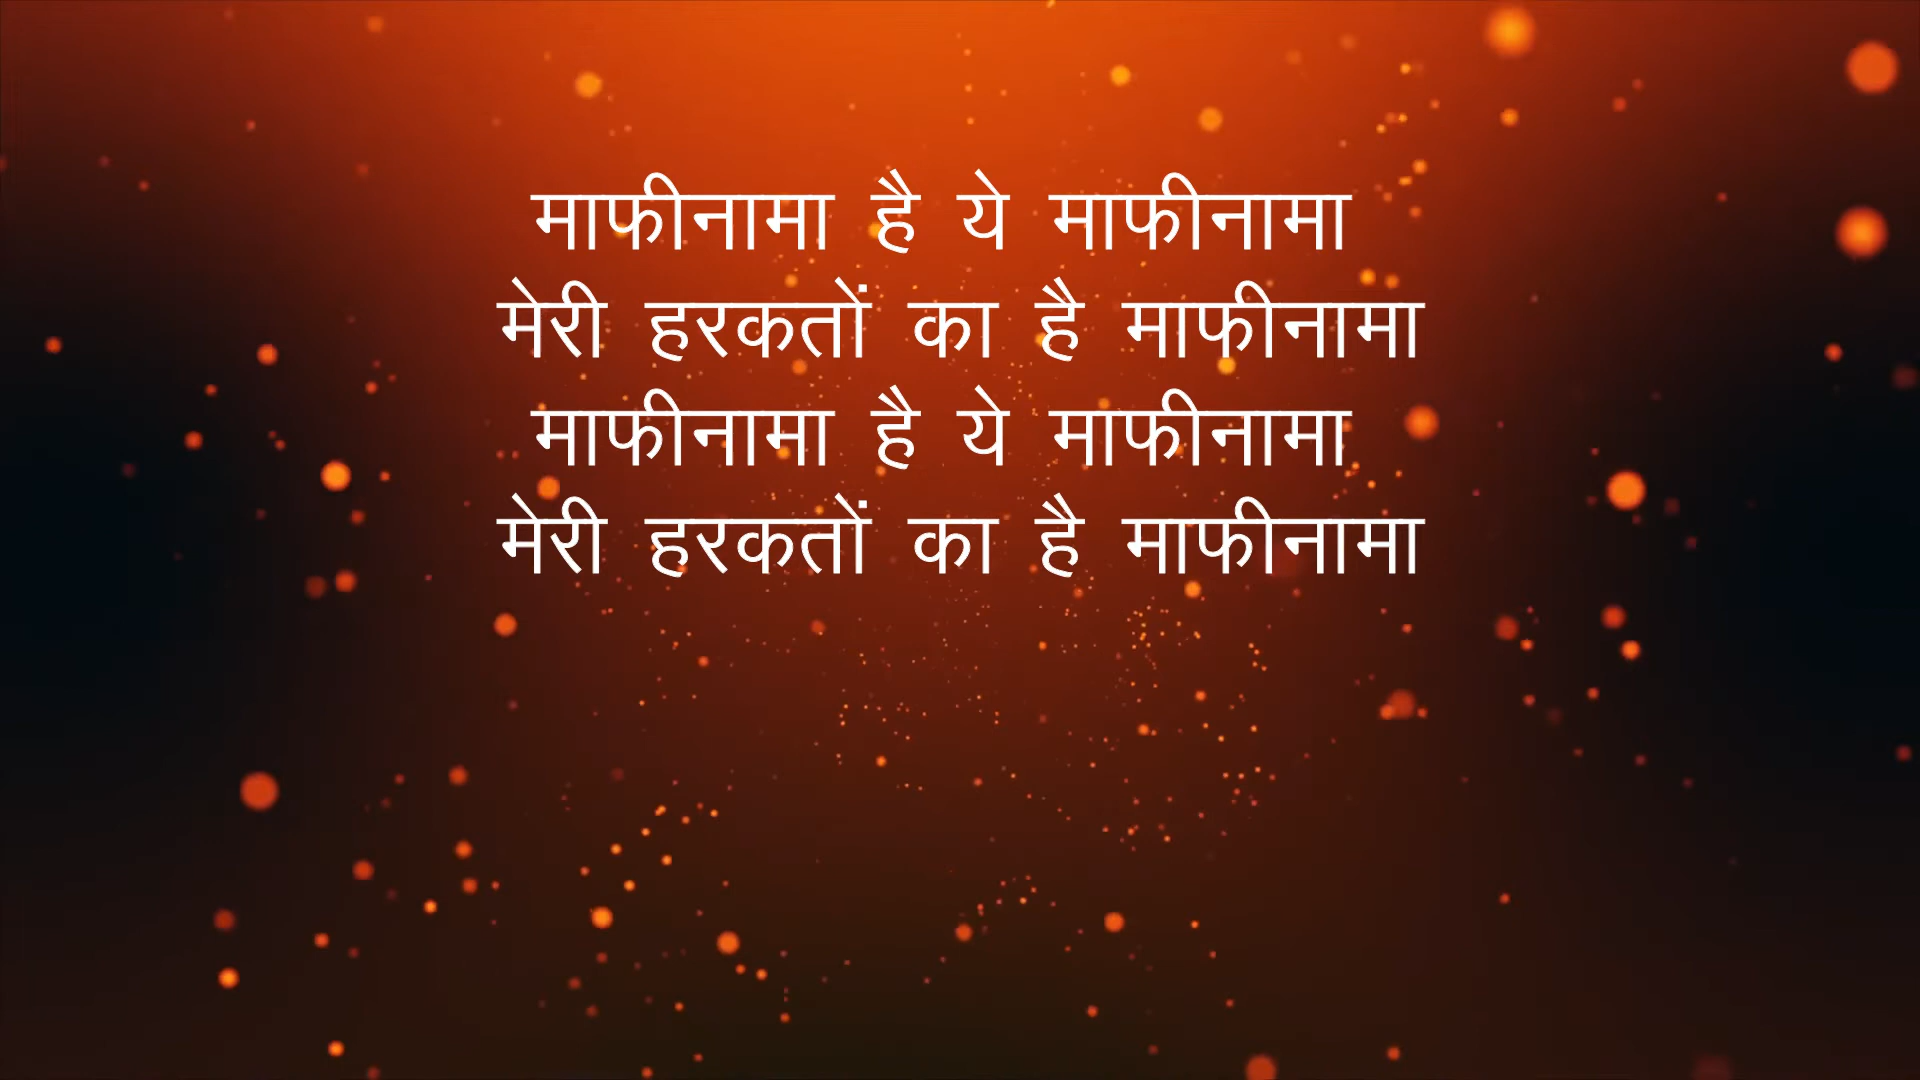 माफीनामा है ये माफीनामा
मेरी हरकतों का है माफीनामा
माफीनामा है ये माफीनामा
मेरी हरकतों का है माफीनामा